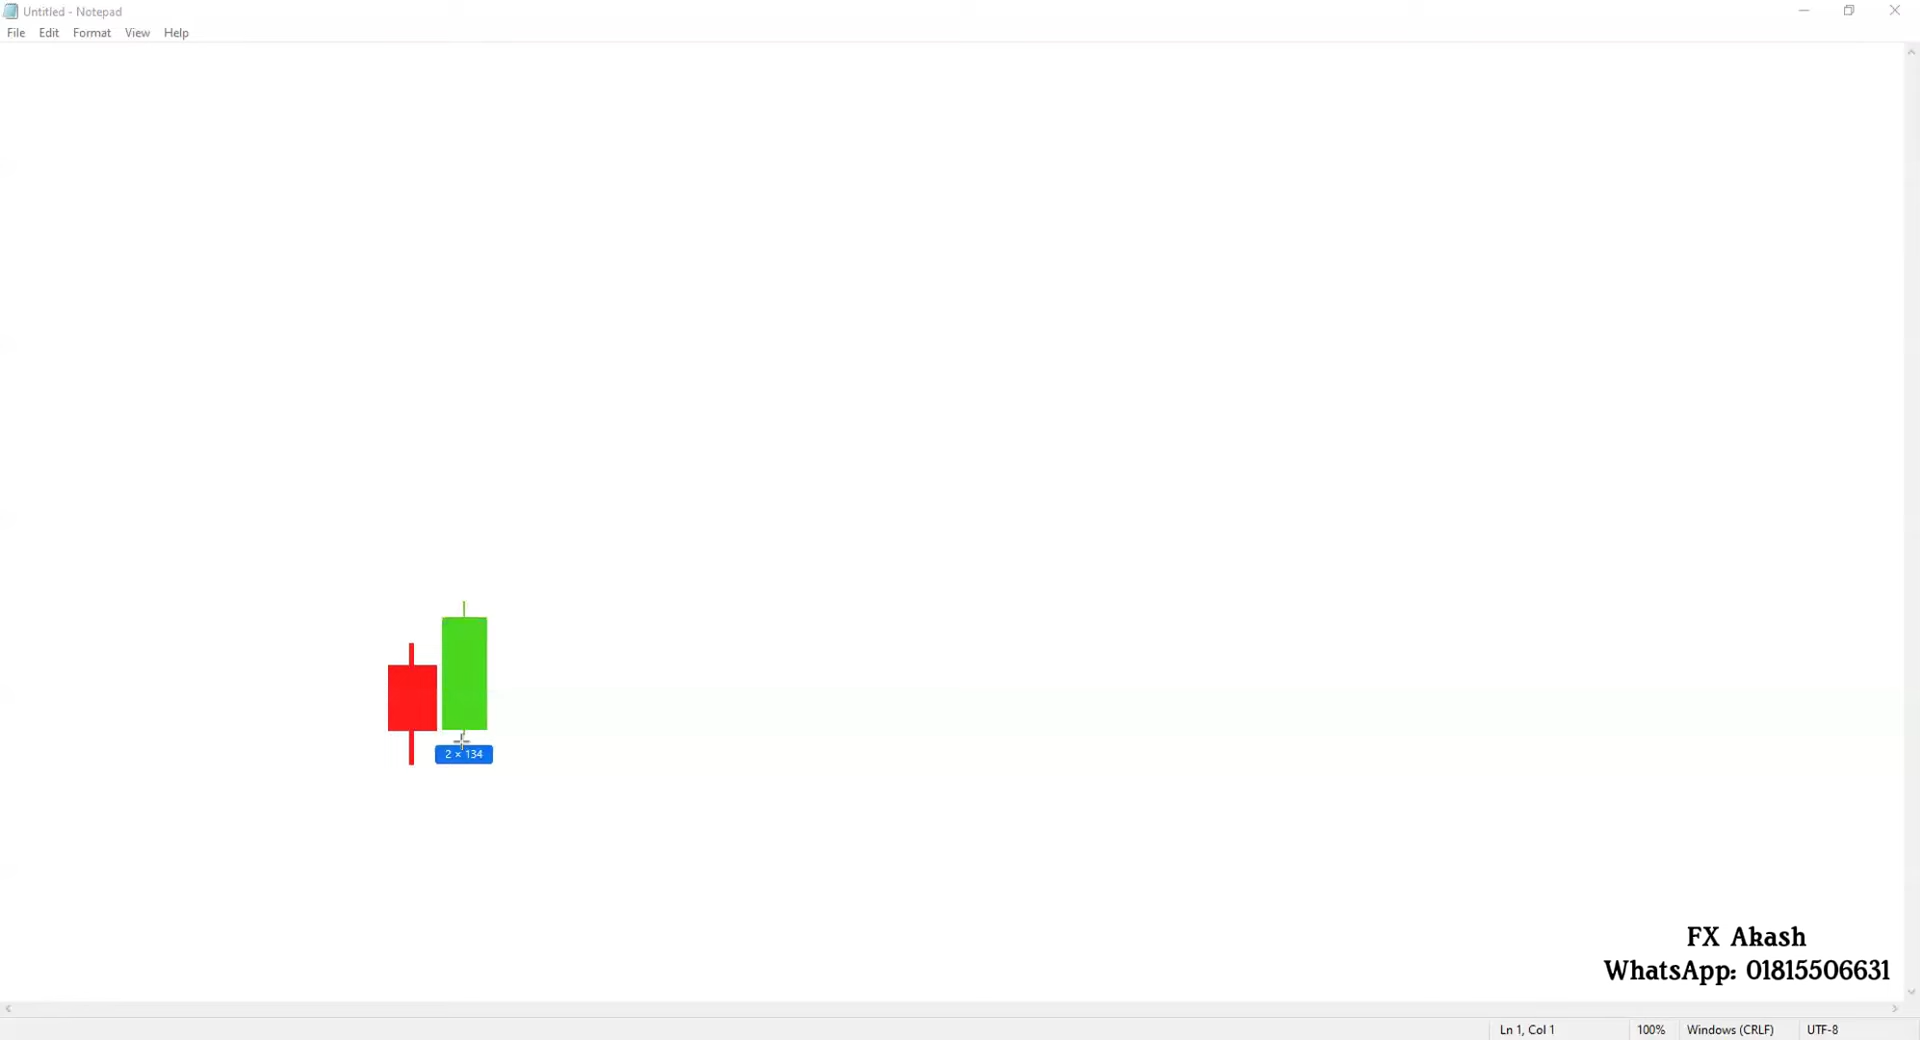 Untitled - Notepad
File Edit Format View Help
2 × 134
FX Akash
WhatsApp: 01815506631
Ln 1, Col 1 100% Windows (CRLF) UTF-8